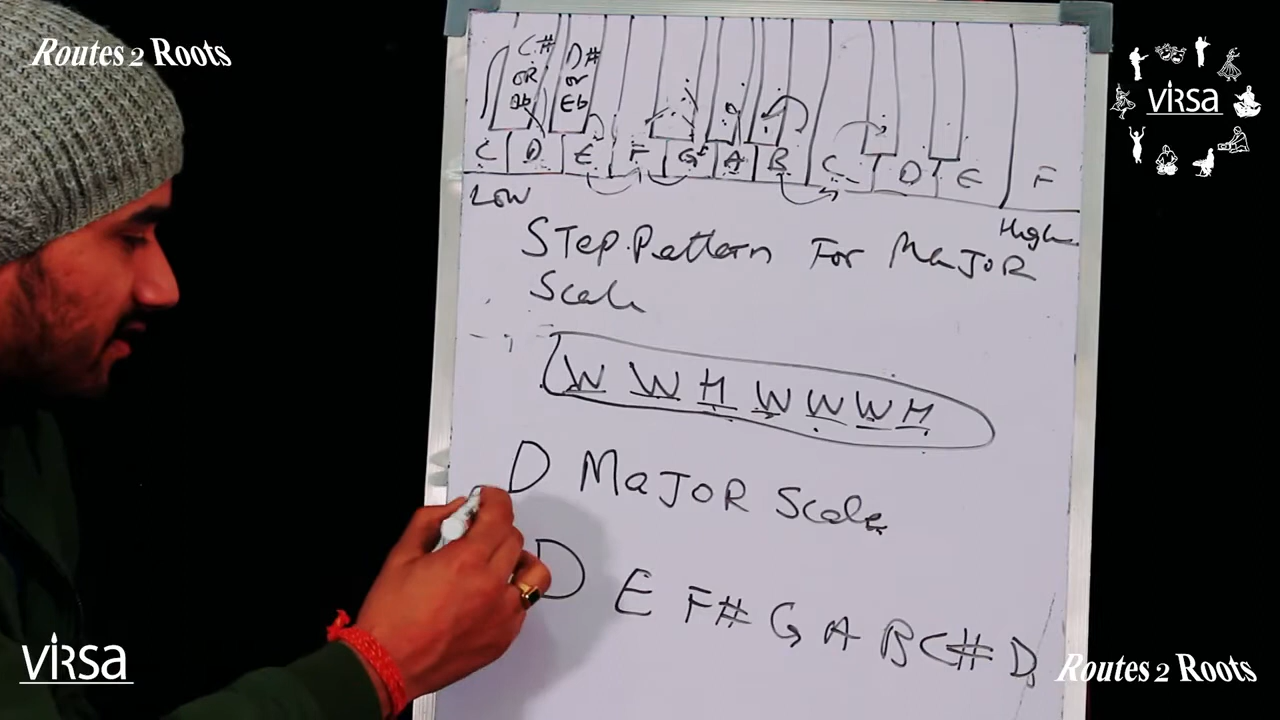 Routes 2 Roots
VIRSA
C# D#
OR or
Db Eb
C D E F G A B C D E F
LOW High
Step Pattern For MaJoR
Scale
W W H W W W H
D MaJoR Scale
D E F# G A B C# D
VIRSA
Routes 2 Roots